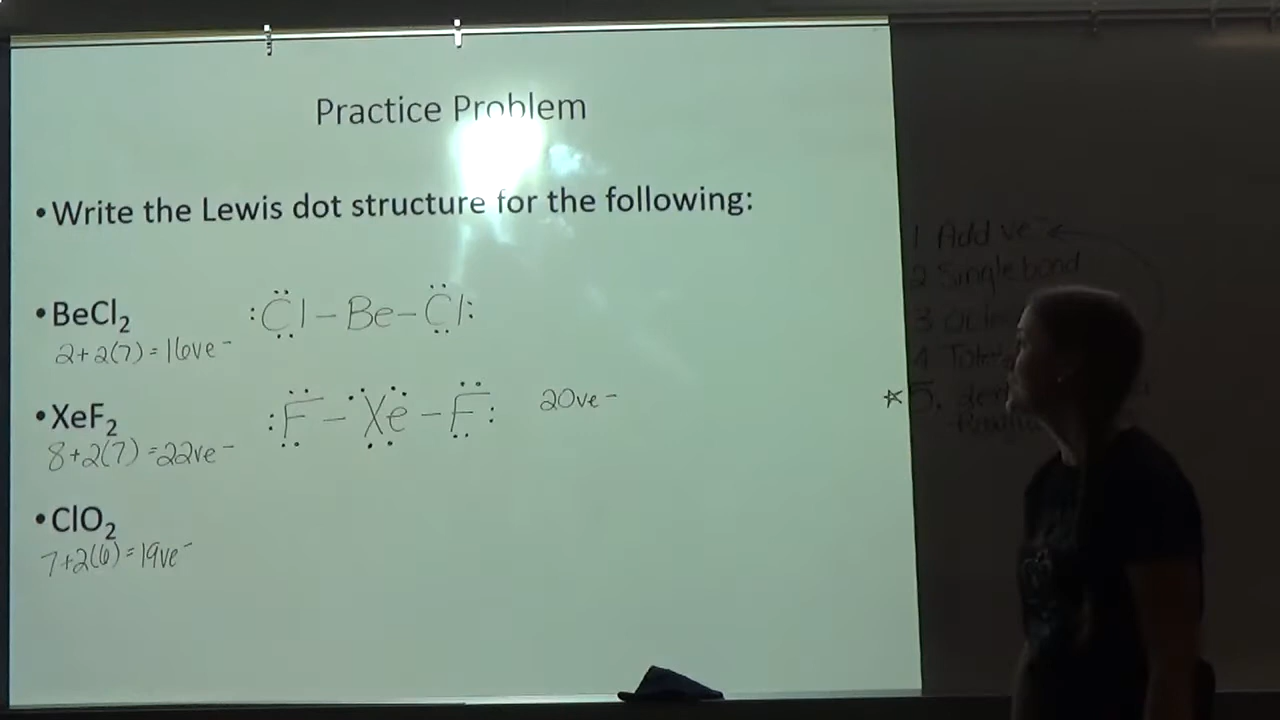 Practice Problem
•Write the Lewis dot structure for the following:
•BeCl₂ :Cl–Be–Cl:
2+2(7)=16ve-
•XeF₂ :F–Xe–F: 20ve-
8+2(7)=22ve-
•ClO₂
7+2(6)=19ve-
1 Add ve-
2 Single bond
3
4
☆5.